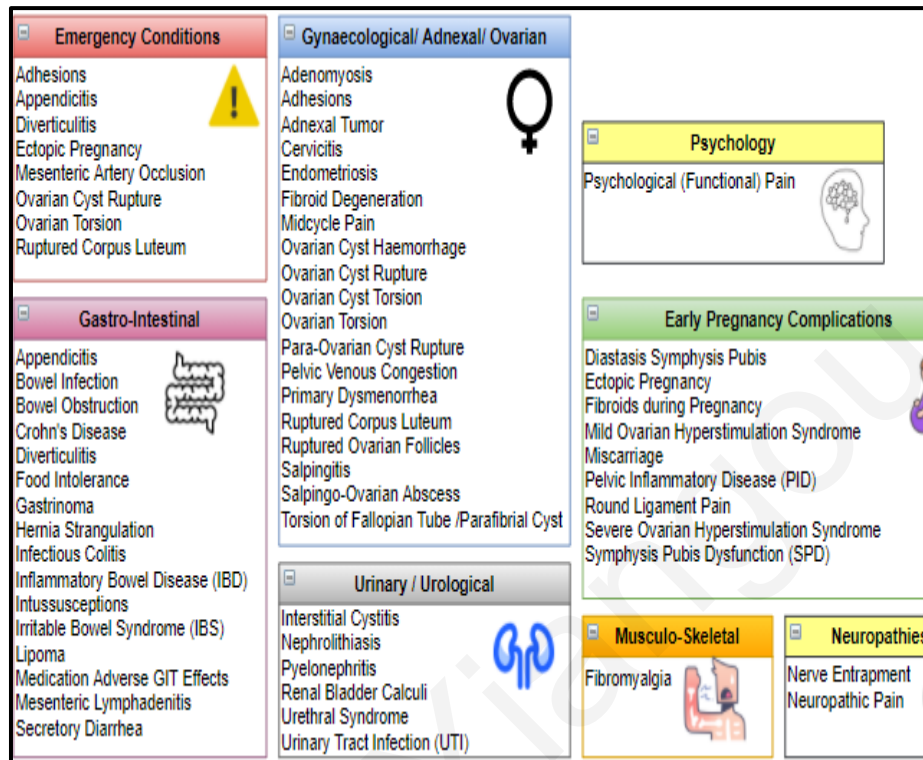 Emergency Conditions
Adhesions
Appendicitis
Diverticulitis
Ectopic Pregnancy
Mesenteric Artery Occlusion
Ovarian Cyst Rupture
Ovarian Torsion
Ruptured Corpus Luteum
Gynaecological/ Adnexal/ Ovarian
Adenomyosis
Adhesions
Adnexal Tumor
Cervicitis
Endometriosis
Fibroid Degeneration
Midcycle Pain
Ovarian Cyst Haemorrhage
Ovarian Cyst Rupture
Ovarian Cyst Torsion
Ovarian Torsion
Para-Ovarian Cyst Rupture
Pelvic Venous Congestion
Primary Dysmenorrhea
Ruptured Corpus Luteum
Ruptured Ovarian Follicles
Salpingitis
Salpingo-Ovarian Abscess
Torsion of Fallopian Tube /Parafibrial Cyst
Psychology
Psychological (Functional) Pain
Gastro-Intestinal
Appendicitis
Bowel Infection
Bowel Obstruction
Crohn's Disease
Diverticulitis
Food Intolerance
Gastrinoma
Hernia Strangulation
Infectious Colitis
Inflammatory Bowel Disease (IBD)
Intussusceptions
Irritable Bowel Syndrome (IBS)
Lipoma
Medication Adverse GIT Effects
Mesenteric Lymphadenitis
Secretory Diarrhea
Early Pregnancy Complications
Diastasis Symphysis Pubis
Ectopic Pregnancy
Fibroids during Pregnancy
Mild Ovarian Hyperstimulation Syndrome
Miscarriage
Pelvic Inflammatory Disease (PID)
Round Ligament Pain
Severe Ovarian Hyperstimulation Syndrome
Symphysis Pubis Dysfunction (SPD)
Urinary / Urological
Interstitial Cystitis
Nephrolithiasis
Pyelonephritis
Renal Bladder Calculi
Urethral Syndrome
Urinary Tract Infection (UTI)
Musculo-Skeletal
Fibromyalgia
Neuropathies
Nerve Entrapment
Neuropathic Pain